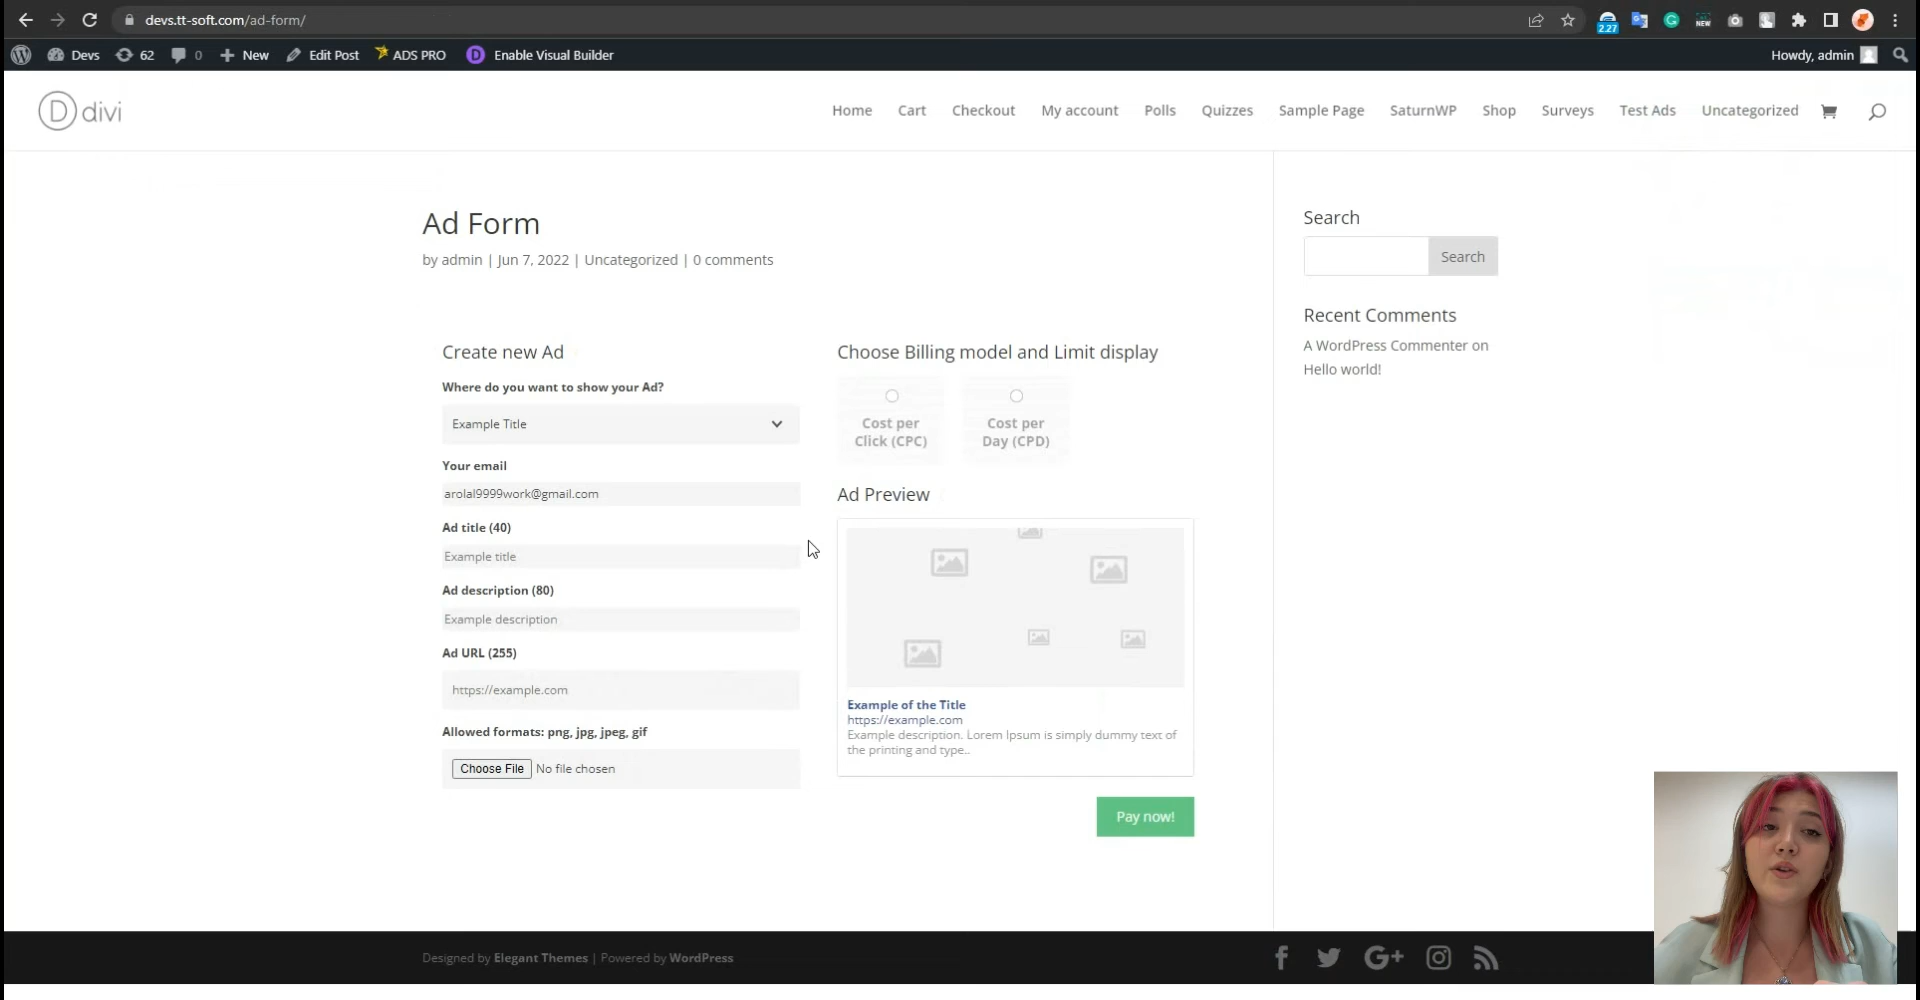 devs.tt-soft.com/ad-form/
2.27
NEW
Devs
62
0
New
Edit Post
ADS PRO
D
Enable Visual Builder
Howdy, admin
D divi
Home
Cart
Checkout
My account
Polls
Quizzes
Sample Page
SaturnWP
Shop
Surveys
Test Ads
Uncategorized
Ad Form
by admin | Jun 7, 2022 | Uncategorized | 0 comments
Create new Ad
Where do you want to show your Ad?
Example Title
Your email
arolal9999work@gmail.com
Ad title (40)
Example title
Ad description (80)
Example description
Ad URL (255)
https://example.com
Allowed formats: png, jpg, jpeg, gif
Choose File No file chosen
Choose Billing model and Limit display
Cost per
Click (CPC)
Cost per
Day (CPD)
Ad Preview
Example of the Title
https://example.com
Example description. Lorem Ipsum is simply dummy text of
the printing and type..
Pay now!
Search
Search
Recent Comments
A WordPress Commenter on
Hello world!
Designed by Elegant Themes | Powered by WordPress